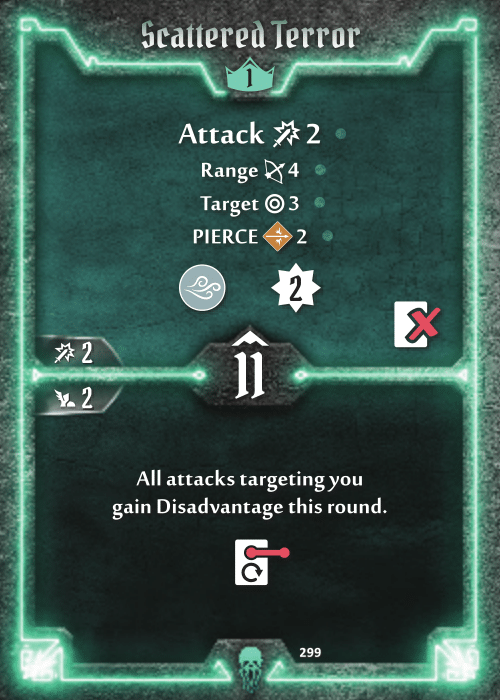 Scattered Terror
1
Attack 2
Range 4
Target 3
PIERCE 2
2
2
11
2
All attacks targeting you
gain Disadvantage this round.
299